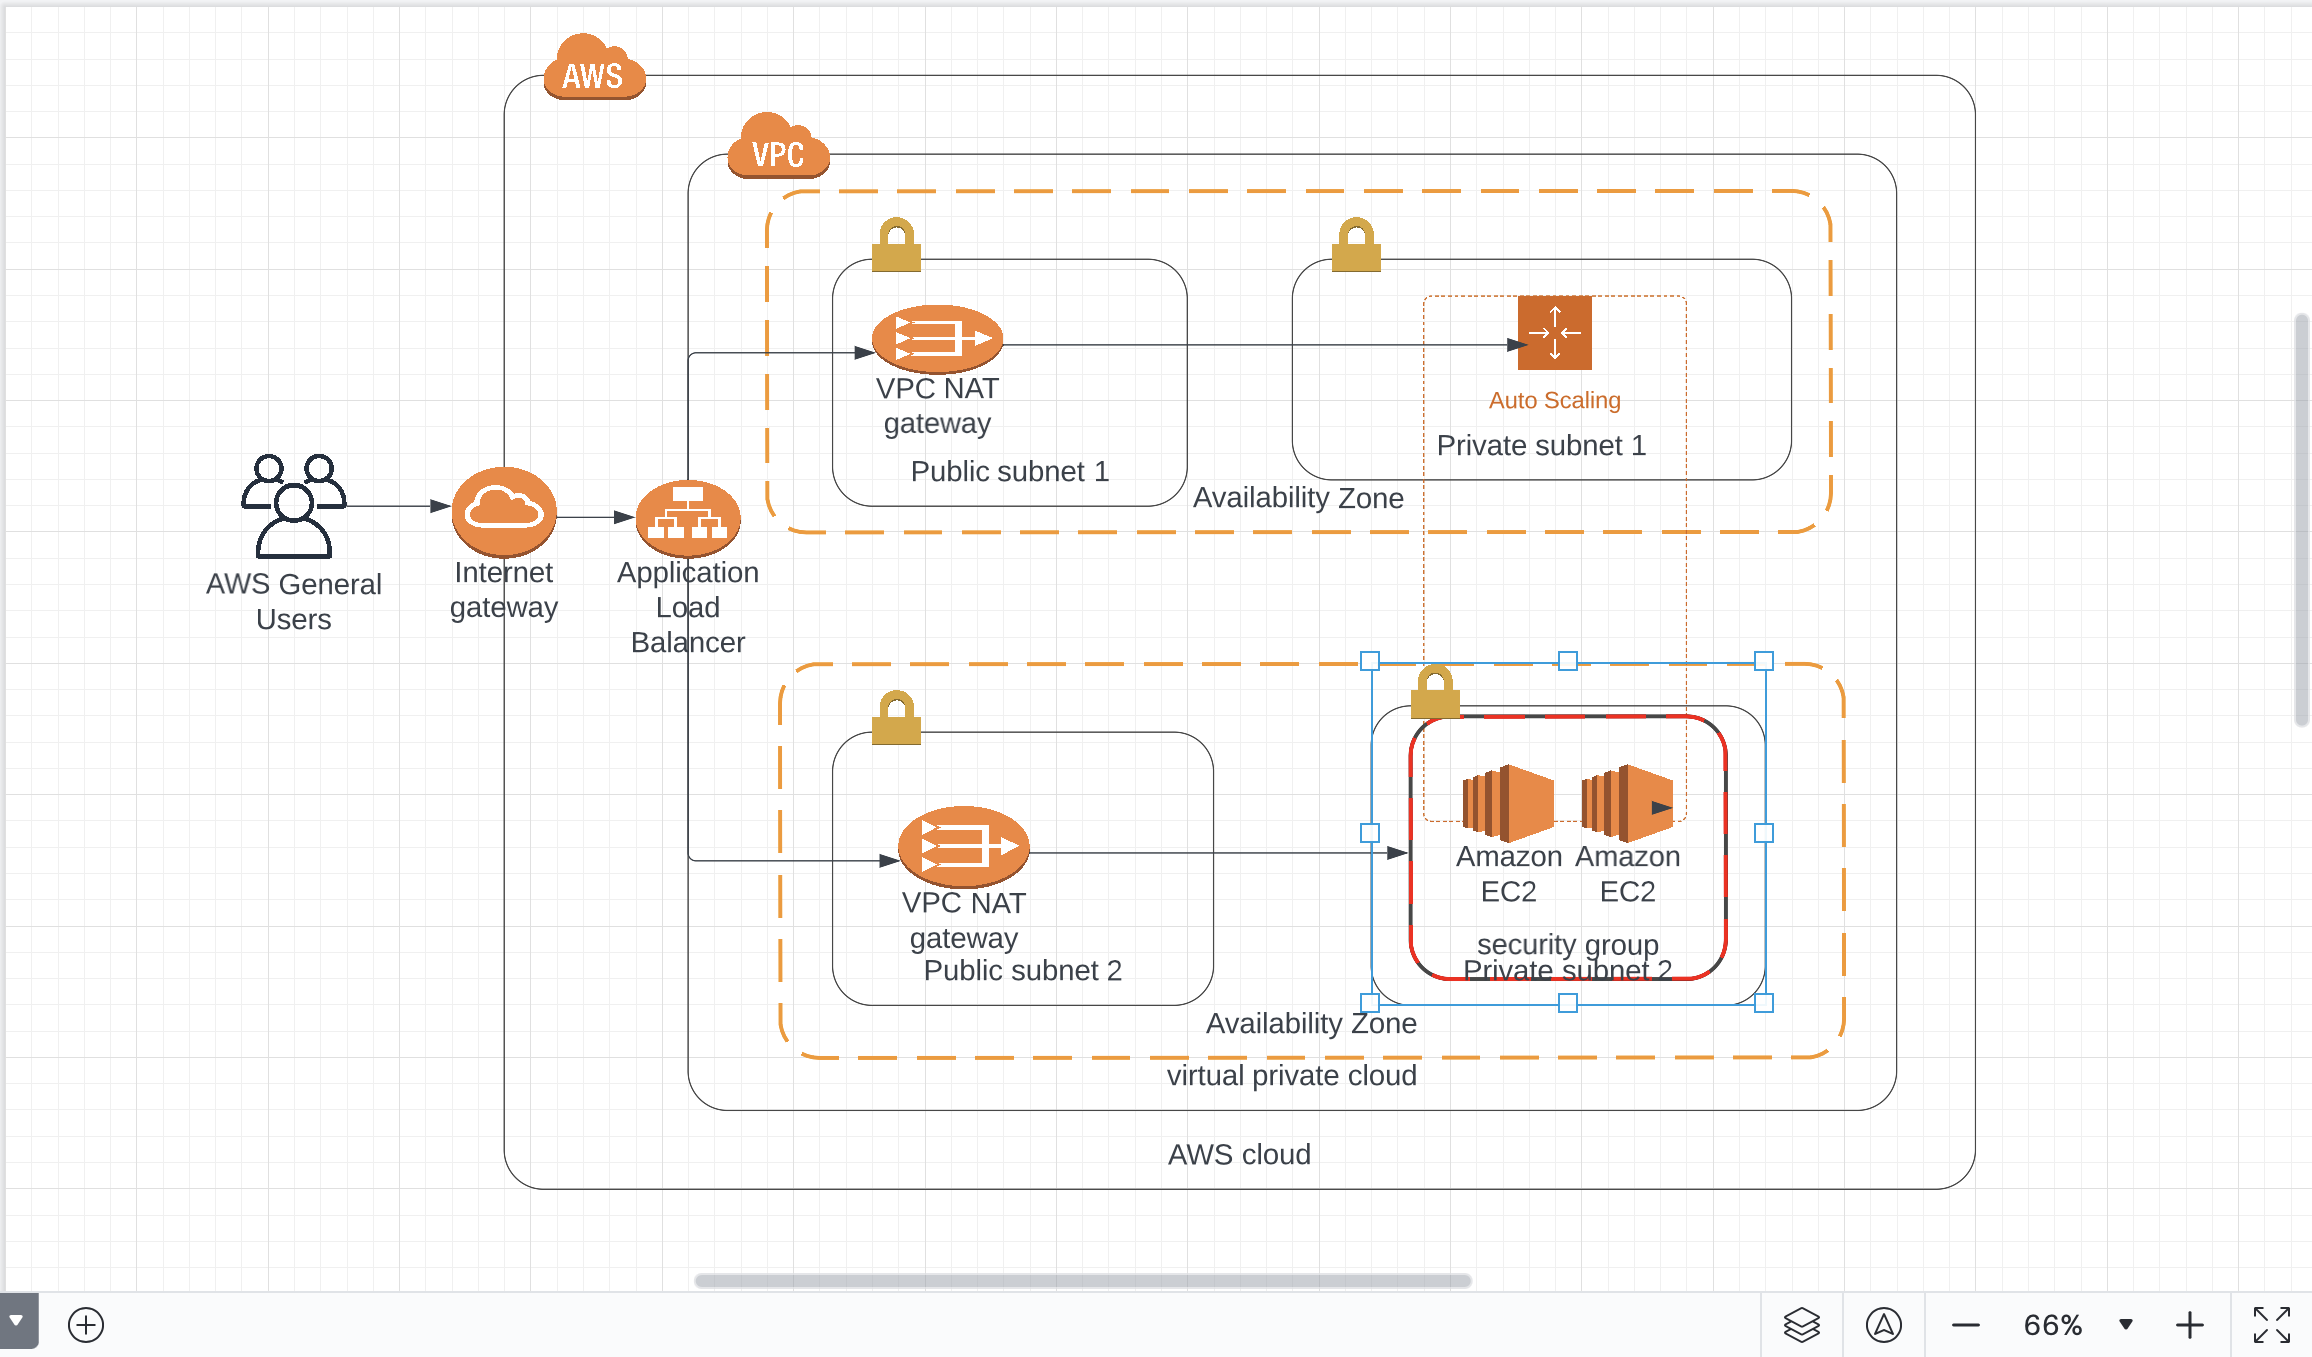 AWS
VPC
VPC NAT
gateway
Public subnet 1
Auto Scaling
Private subnet 1
Availability Zone
AWS General
Users
Internet
gateway
Application
Load
Balancer
VPC NAT
gateway
Public subnet 2
Amazon
EC2
Amazon
EC2
security group
Private subnet 2
Availability Zone
virtual private cloud
AWS cloud
66%